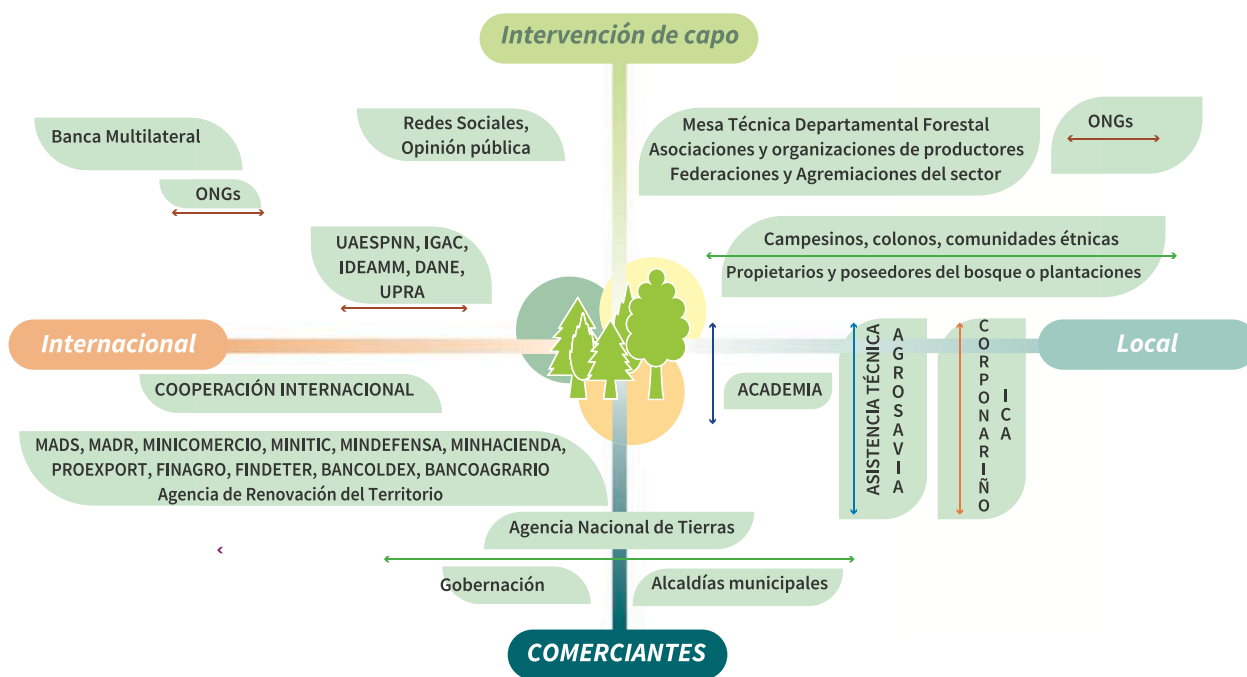 Intervención de capo
Banca Multilateral
Redes Sociales,
Opinión pública
Mesa Técnica Departamental Forestal
Asociaciones y organizaciones de productores
Federaciones y Agremiaciones del sector
ONGs
ONGs
UAESPNN, IGAC,
IDEAMM, DANE,
UPRA
Campesinos, colonos, comunidades étnicas
Propietarios y poseedores del bosque o plantaciones
Internacional
Local
COOPERACIÓN INTERNACIONAL
ACADEMIA
ASISTENCIA TÉCNICA
AGROSAVIA
CORPONARIÑO
ICA
MADS, MADR, MINICOMERCIO, MINITIC, MINDEFENSA, MINHACIENDA,
PROEXPORT, FINAGRO, FINDETER, BANCOLDEX, BANCOAGRARIO
Agencia de Renovación del Territorio
Agencia Nacional de Tierras
Gobernación
Alcaldías municipales
COMERCIANTES